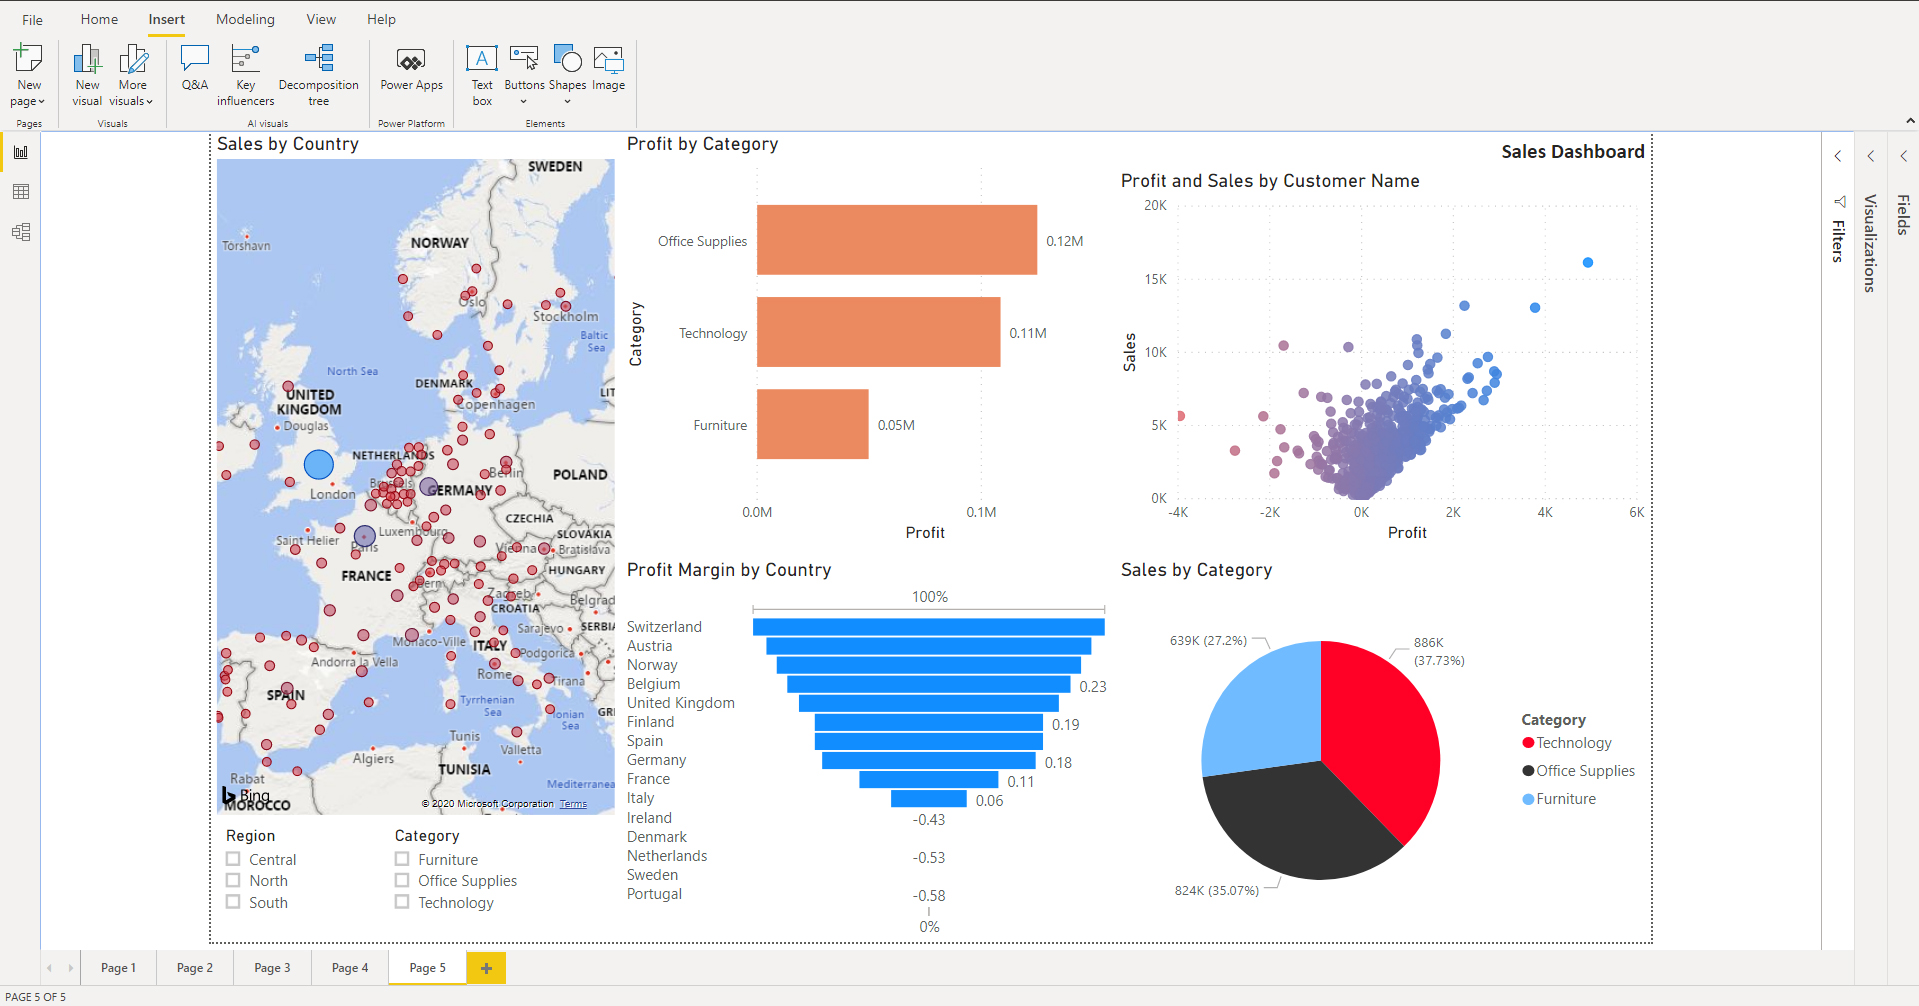 File Home Insert Modeling View Help
New page
New visual
More visuals
Q&A
Key influencers
Decomposition tree
Power Apps
Text box
Buttons
Shapes
Image
Pages
Visuals
AI visuals
Power Platform
Elements
Sales by Country
SWEDEN
Tórshavn
NORWAY
Oslo
Stockholm
Baltic Sea
North Sea
DENMARK
LIT
Copenhagen
UNITED KINGDOM
Douglas
NETHERLANDS
Berlin
POLAND
Brussels
GERMANY
London
CZECHIA
Luxembourg
SLOVAKIA
Saint Helier
Paris
Vienna
Bratislava
FRANCE
Bern
HUNGARY
Zagreb
Belgrad
CROATIA
Monaco-Ville
Sarajevo
SERBIA
ITALY
Andorra la Vella
Podgorica
Rome
Tirana
SPAIN
Tyrrhenian Sea
Ionian Sea
GRE
Tunis
Valletta
Algiers
Rabat
TUNISIA
Mediterranea
Bing
MOROCCO
© 2020 Microsoft Corporation Terms
Region
Central
North
South
Category
Furniture
Office Supplies
Technology
Profit by Category
Category
Office Supplies 0.12M
Technology 0.11M
Furniture 0.05M
0.0M 0.1M
Profit
Profit Margin by Country
100%
Switzerland
Austria
Norway
Belgium 0.23
United Kingdom
Finland 0.19
Spain
Germany 0.18
France 0.11
Italy 0.06
Ireland -0.43
Denmark
Netherlands -0.53
Sweden
Portugal -0.58
0%
Sales Dashboard
Profit and Sales by Customer Name
Sales
20K
15K
10K
5K
0K
-4K -2K 0K 2K 4K 6K
Profit
Sales by Category
639K (27.2%)
886K
(37.73%)
824K (35.07%)
Category
Technology
Office Supplies
Furniture
Filters
Visualizations
Fields
Page 1 Page 2 Page 3 Page 4 Page 5 +
PAGE 5 OF 5